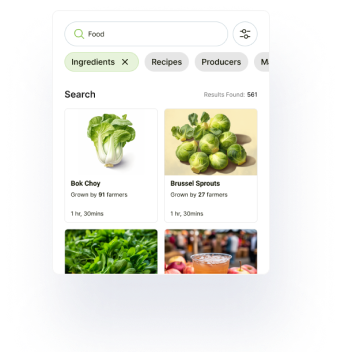 Food
Ingredients X Recipes Producers M
Search Results Found: 561
Bok Choy
Grown by 91 farmers
1 hr, 30mins
Brussel Sprouts
Grown by 27 farmers
1 hr, 30mins